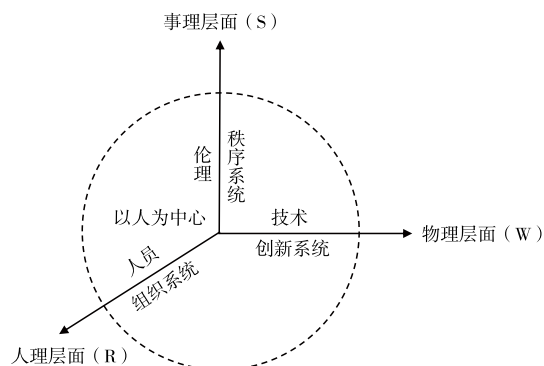 事理层面(S)
伦理
秩序系统
以人为中心
技术
创新系统
物理层面(W)
人员
组织系统
人理层面(R)